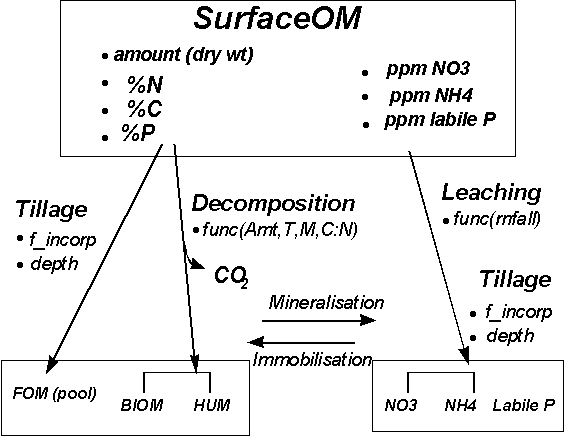 SurfaceOM
• amount (dry wt)
• %N
• %C
• %P
• ppm NO3
• ppm NH4
• ppm labile P
Tillage
• f_incorp
• depth
Decomposition
• func(Amt,T,M,C:N)
CO2
Leaching
• func(rnfall)
Tillage
• f_incorp
• depth
Mineralisation
Immobilisation
FOM (pool)
BIOM
HUM
NO3
NH4
Labile P